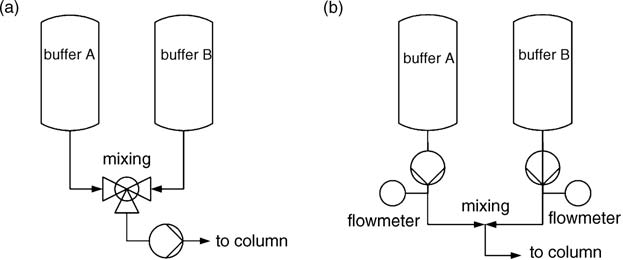 (a)
buffer A
buffer B
mixing
to column
(b)
buffer A
buffer B
flowmeter
mixing
flowmeter
to column